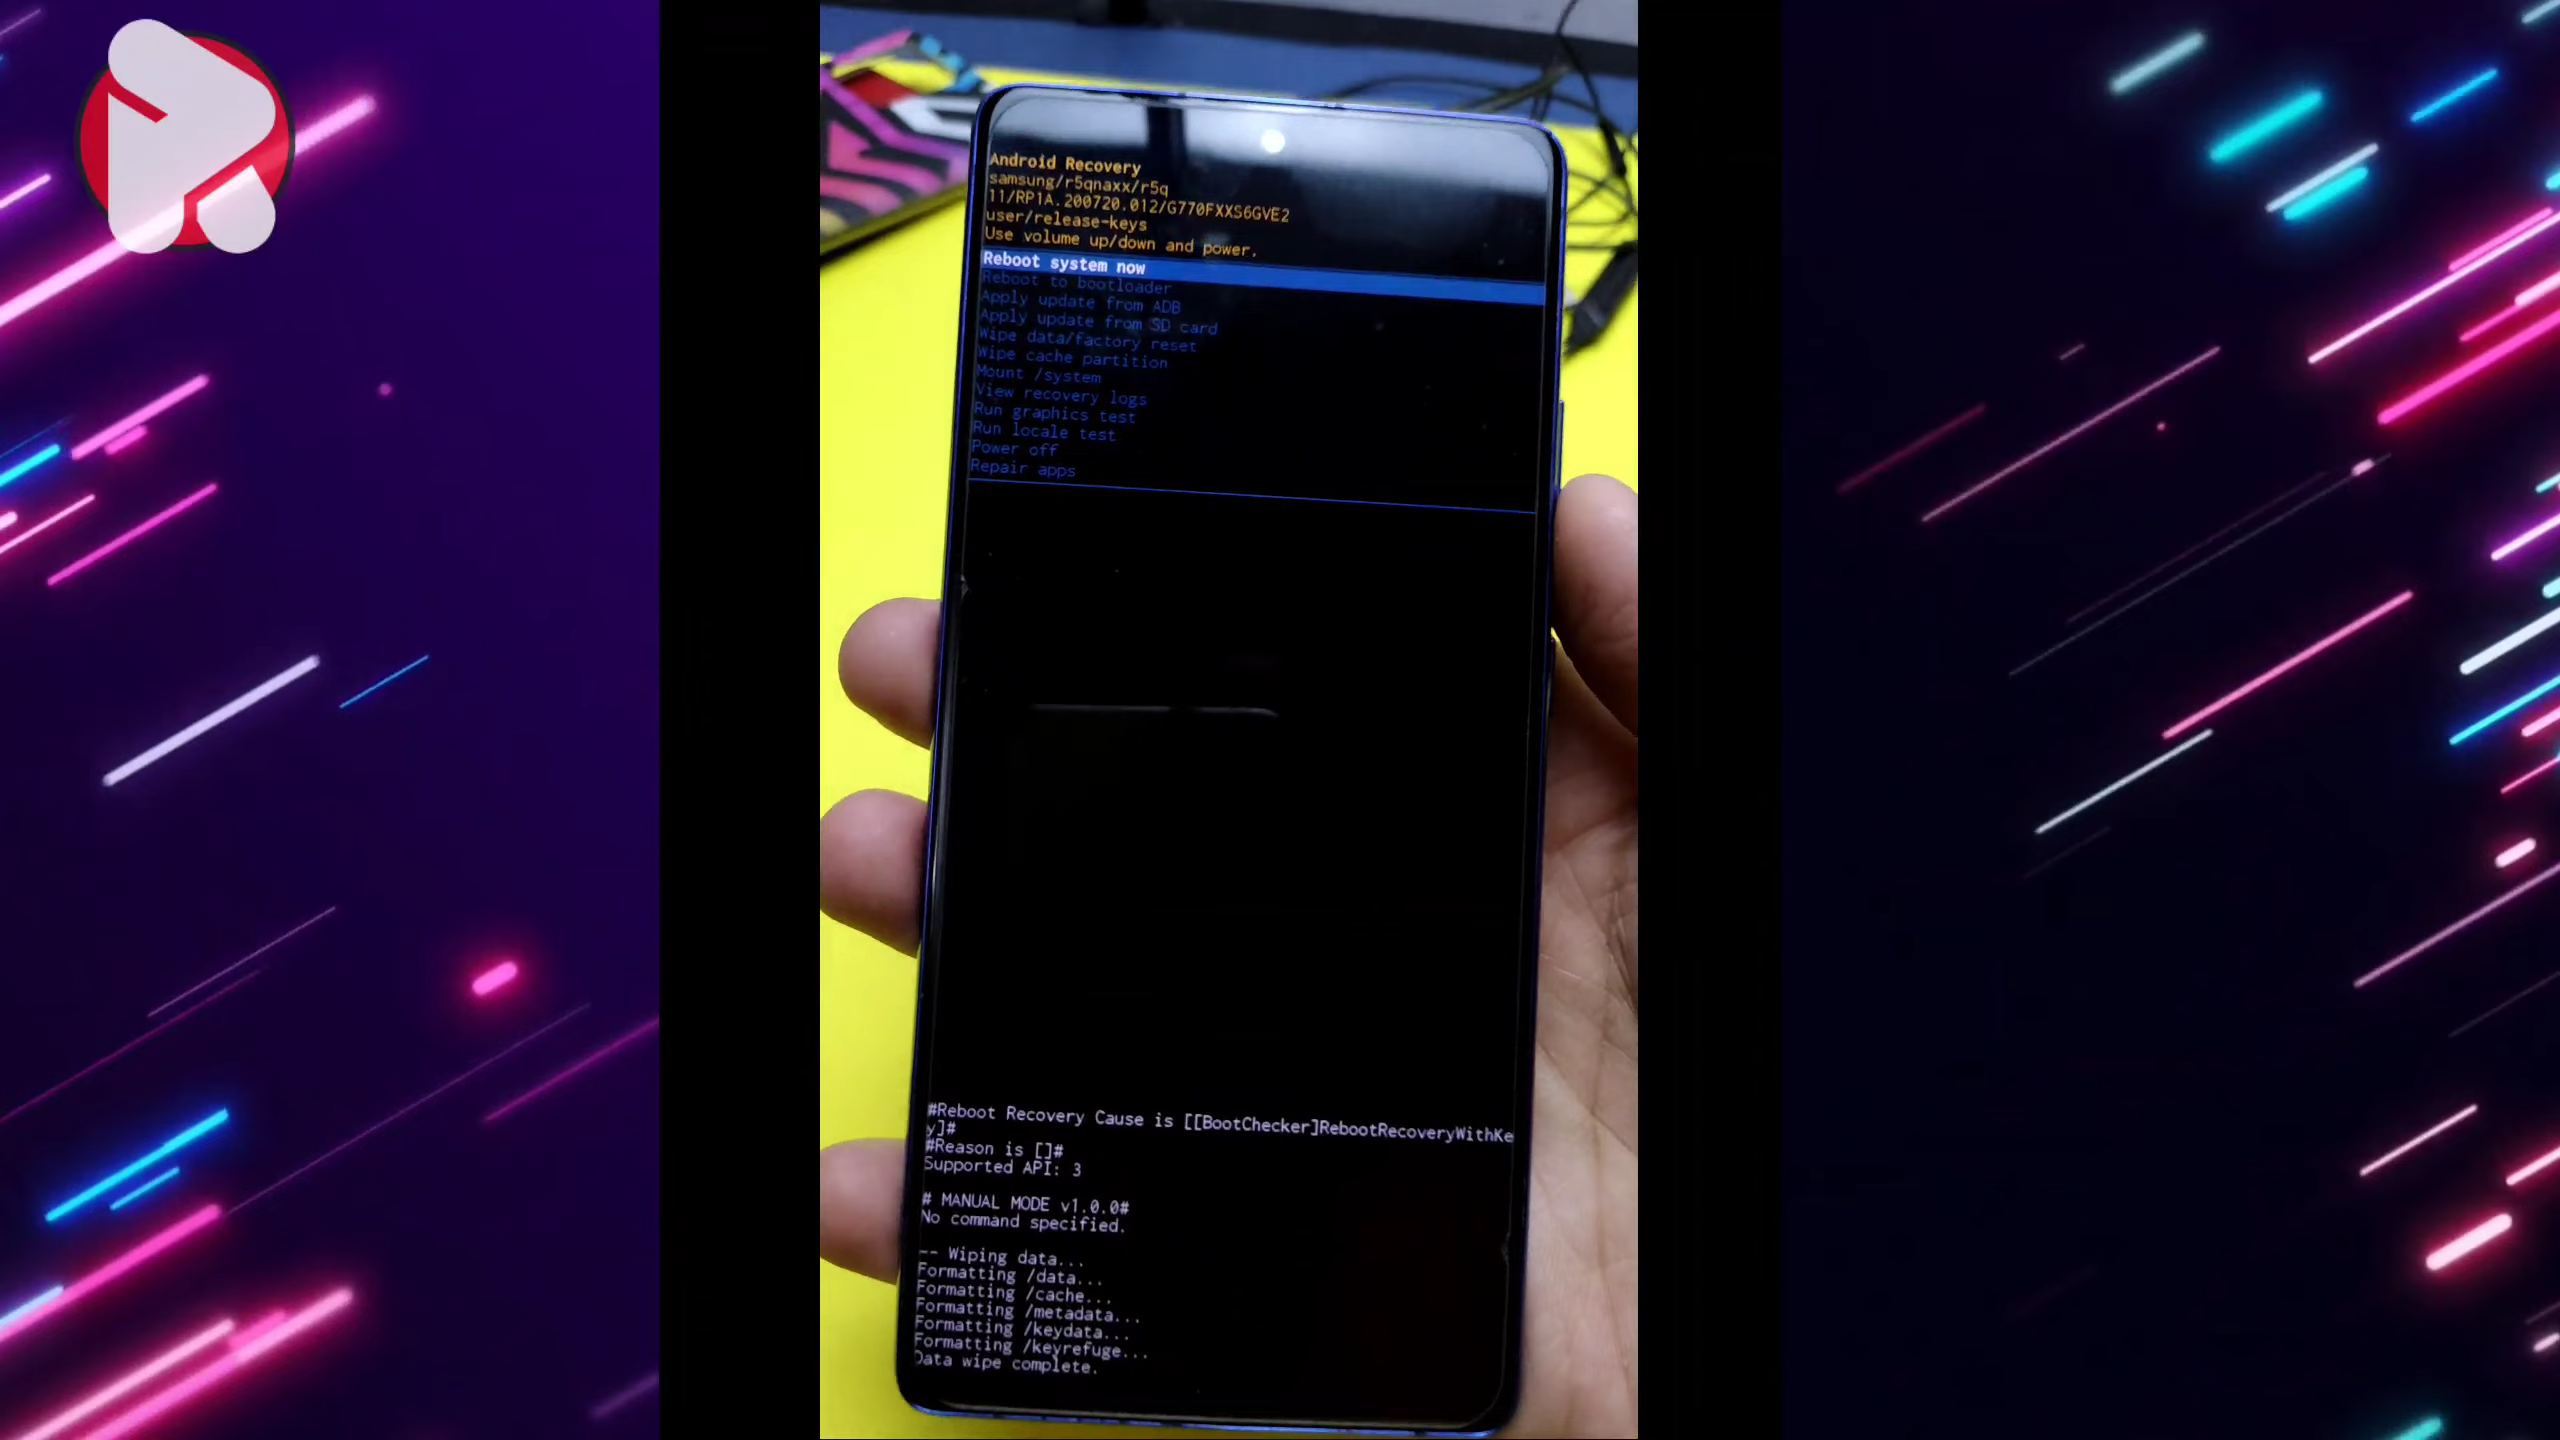 Android Recovery
samsung/r5qnaxx/r5q
11/RP1A.200720.012/G770FXXS6GVE2
user/release-keys
Use volume up/down and power.
Reboot system now
Reboot to bootloader
Apply update from ADB
Apply update from SD card
Wipe data/factory reset
Wipe cache partition
Mount /system
View recovery logs
Run graphics test
Run locale test
Power off
Repair apps
#Reboot Recovery Cause is [[BootChecker]RebootRecoveryWithKe
y]#
#Reason is []#
Supported API: 3
# MANUAL MODE v1.0.0#
No command specified.
-- Wiping data...
Formatting /data...
Formatting /cache...
Formatting /metadata...
Formatting /keydata...
Formatting /keyrefuge...
Data wipe complete.